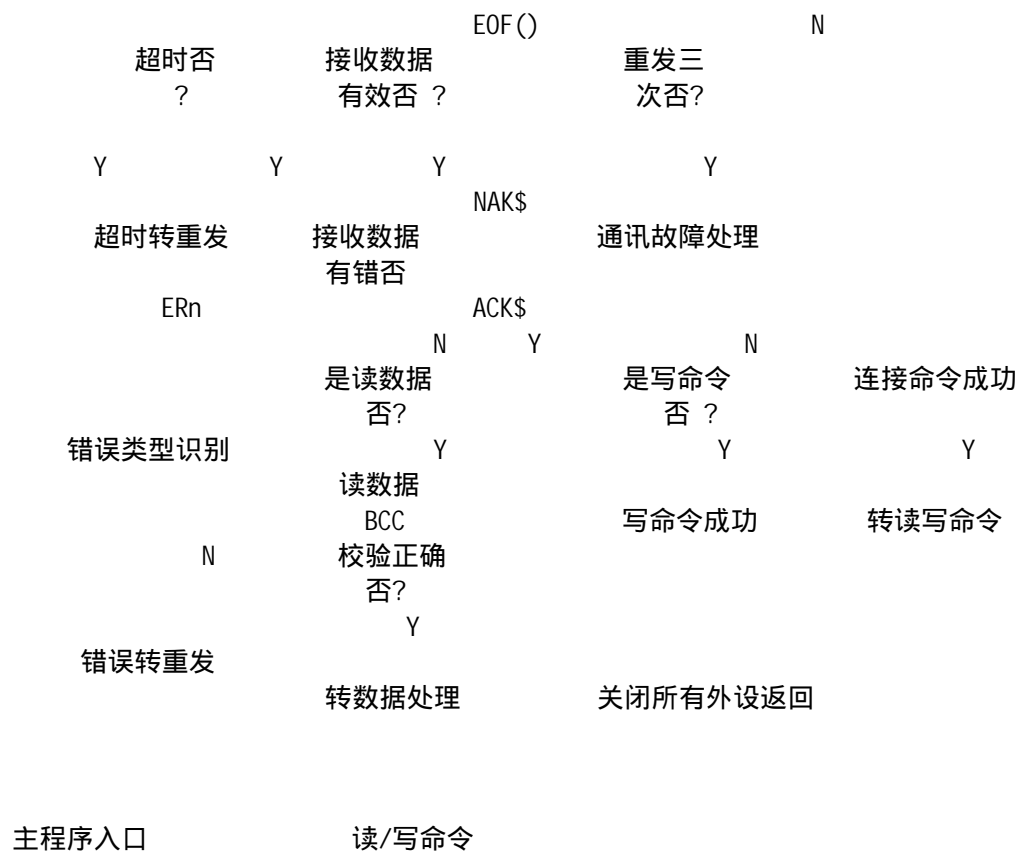 EOF() N
超时否 接收数据 重发三
? 有效否 ? 次否?
Y Y Y Y
NAK$
超时转重发 接收数据 通讯故障处理
有错否
ERn ACK$
N Y N
是读数据 是写命令 连接命令成功
否? 否 ?
错误类型识别 Y Y Y
读数据
BCC 写命令成功 转读写命令
N 校验正确
否?
Y
错误转重发
转数据处理 关闭所有外设返回
主程序入口 读/写命令